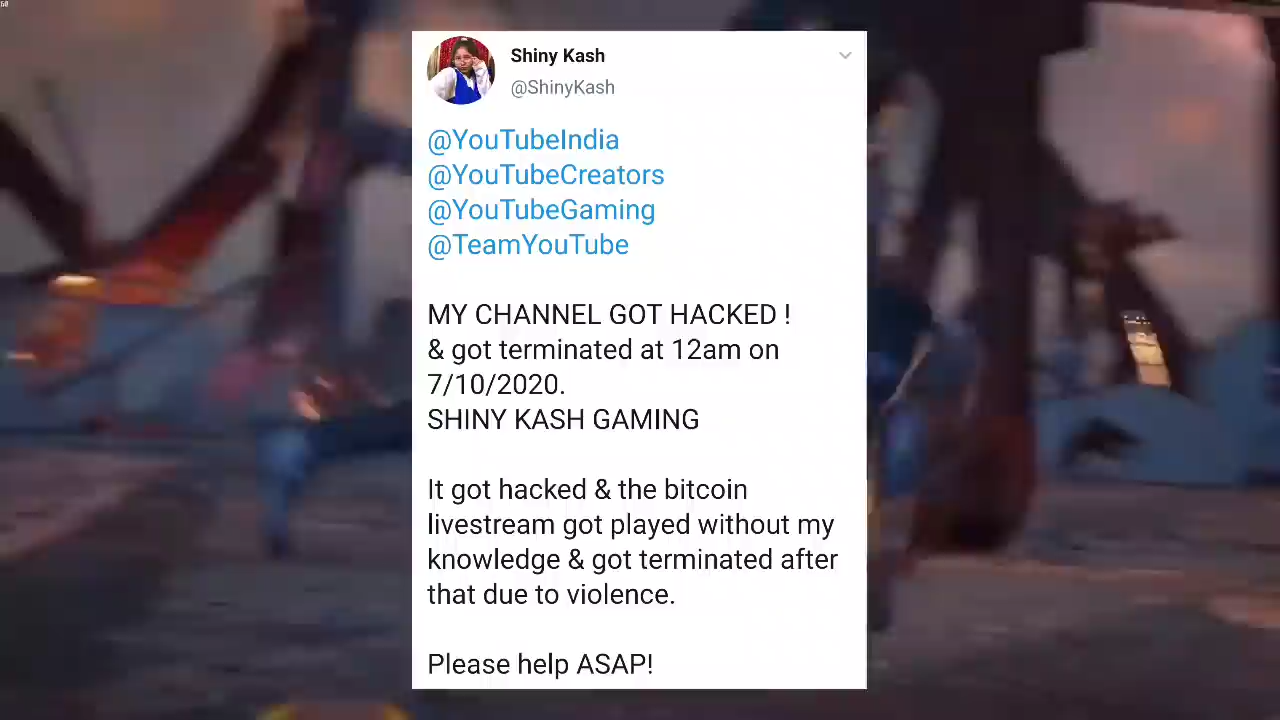 Shiny Kash
@ShinyKash
@YouTubeIndia
@YouTubeCreators
@YouTubeGaming
@TeamYouTube
MY CHANNEL GOT HACKED !
& got terminated at 12am on
7/10/2020.
SHINY KASH GAMING
It got hacked & the bitcoin
livestream got played without my
knowledge & got terminated after
that due to violence.
Please help ASAP!